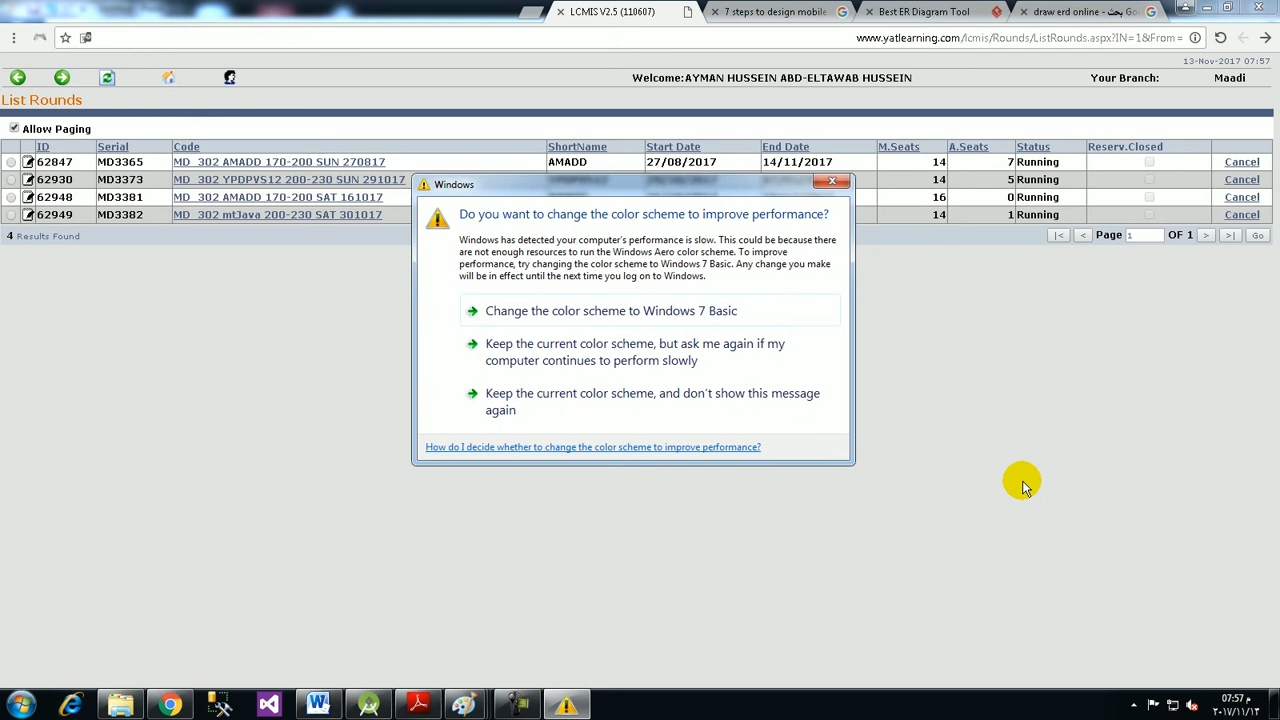 LCMIS V2.5 (110607)
7 steps to design mobile
Best ER Diagram Tool
draw erd online - بحث Go
www.yatlearning.com/lcmis/Rounds/ListRounds.aspx?IN=1&From=
13-Nov-2017 07:57
Welcome:AYMAN HUSSEIN ABD-ELTAWAB HUSSEIN Your Branch: Maadi
List Rounds
Allow Paging
ID Serial Code ShortName Start Date End Date M.Seats A.Seats Status Reserv.Closed
62847 MD3365 MD_302 AMADD 170-200 SUN 270817 AMADD 27/08/2017 14/11/2017 14 7 Running Cancel
62930 MD3373 MD_302 YPDPVS12 200-230 SUN 291017 14 5 Running Cancel
62948 MD3381 MD_302 AMADD 170-200 SAT 161017 16 0 Running Cancel
62949 MD3382 MD_302 mtJava 200-230 SAT 301017 14 1 Running Cancel
4 Results Found
|< < Page 1 OF 1 > >| Go
Windows
Do you want to change the color scheme to improve performance?
Windows has detected your computer's performance is slow. This could be because there
are not enough resources to run the Windows Aero color scheme. To improve
performance, try changing the color scheme to Windows 7 Basic. Any change you make
will be in effect until the next time you log on to Windows.
Change the color scheme to Windows 7 Basic
Keep the current color scheme, but ask me again if my
computer continues to perform slowly
Keep the current color scheme, and don't show this message
again
How do I decide whether to change the color scheme to improve performance?
07:57 م
٢٠١٧/١١/١٣